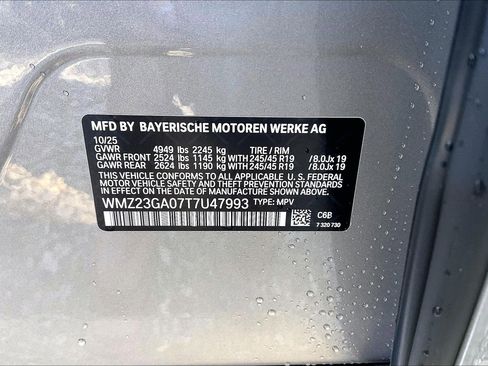 MFD BY BAYERISCHE MOTOREN WERKE AG
10/25
GVWR 4949 lbs 2245 kg TIRE / RIM
GAWR FRONT 2524 lbs 1145 kg WITH 245/45 R19 /8.0Jx 19
GAWR REAR 2624 lbs 1190 kg WITH 245/45 R19 /8.0Jx 19
THIS VEHICLE CONFORMS TO ALL APPLICABLE U. S. FEDERAL
MOTOR VEHICLE SAFETY, BUMPER, AND THEFT PREVENTION
STANDARDS IN EFFECT ON THE DATE OF MANUFACTURE
SHOWN ABOVE.
WMZ23GA07T7U47993 TYPE: MPV
C6B
7 320 730